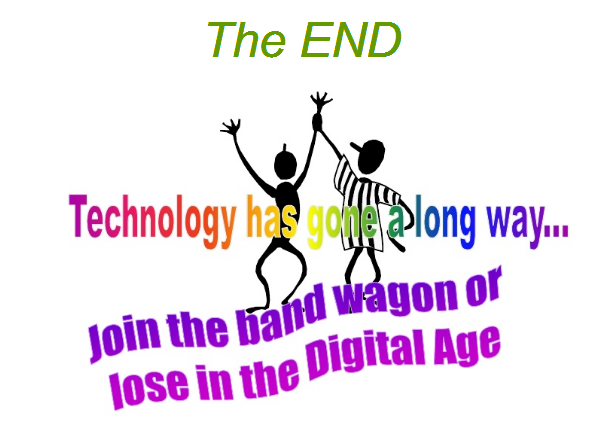 The END
Technology has gone a long way...
Join the band wagon or
lose in the Digital Age